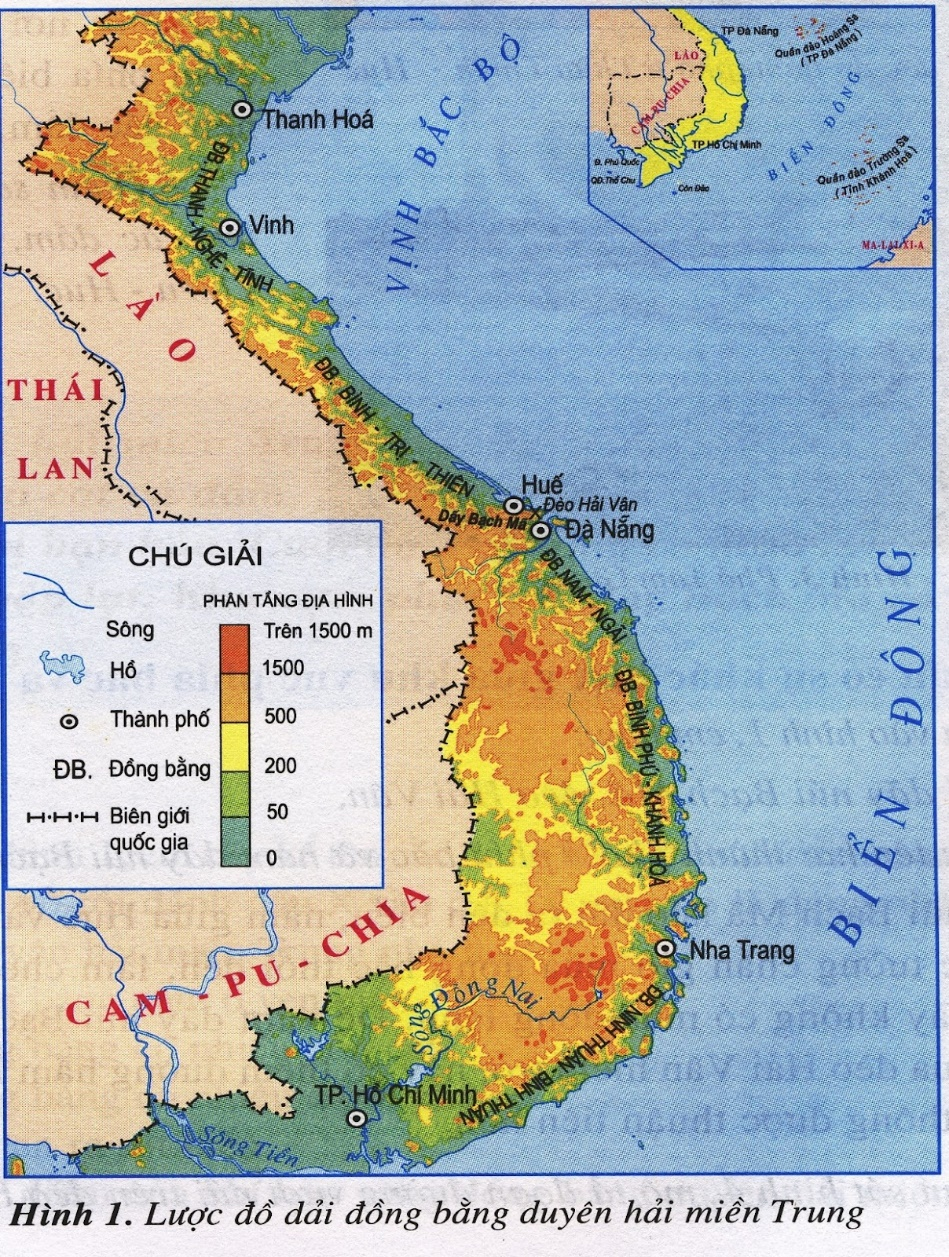 Thanh Hoá
ĐB. THANH - NGHỆ - TĨNH
Vinh
VỊNH BẮC BỘ
LÀO
THÁI
LAN
ĐB. BÌNH - TRỊ - THIÊN
Huế
Đèo Hải Vân
Dãy Bạch Mã
Đà Nẵng
ĐB. NAM - NGÃI
ĐB. BÌNH PHÚ - KHÁNH HOÀ
BIỂN ĐÔNG
Nha Trang
ĐB. NINH THUẬN - BÌNH THUẬN
CAM - PU - CHIA
Sông Đồng Nai
TP. Hồ Chí Minh
Sông Tiền
TP Đà Nẵng
Quần đảo Hoàng Sa
(TP Đà Nẵng)
LÀO
CAM-PU-CHIA
TP Hồ Chí Minh
Đ. Phú Quốc
QĐ.Thổ Chu
Côn Đảo
BIỂN ĐÔNG
Quần đảo Trường Sa
(Tỉnh Khánh Hoà)
MA-LAI-XI-A
CHÚ GIẢI
Sông
Hồ
Thành phố
ĐB. Đồng bằng
Biên giới
quốc gia
PHÂN TẦNG ĐỊA HÌNH
Trên 1500 m
1500
500
200
50
0
Hình 1. Lược đồ dải đồng bằng duyên hải miền Trung